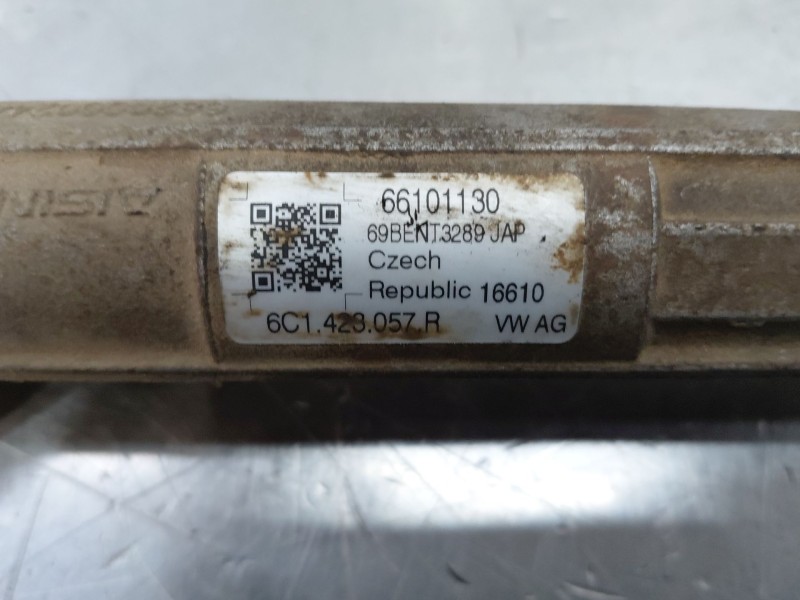 66101130
69BENT3289 JAP
Czech
Republic 16610
6C1.423.057.R VW AG